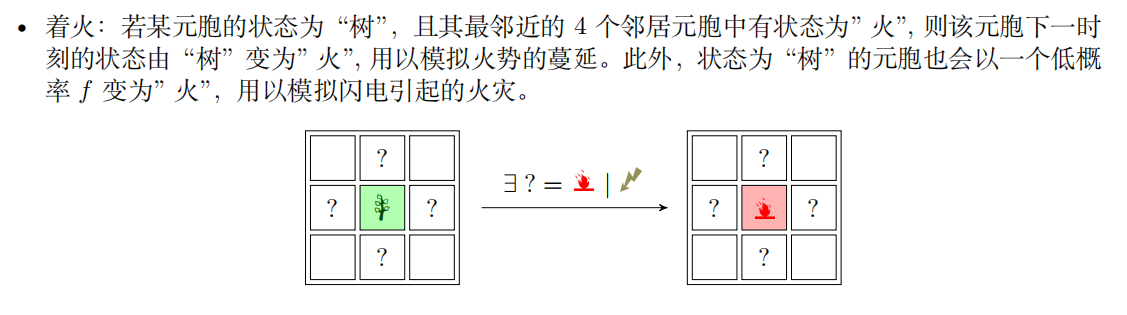 • 着火：若某元胞的状态为“树”，且其最邻近的 4 个邻居元胞中有状态为”火”, 则该元胞下一时
刻的状态由“树”变为”火”, 用以模拟火势的蔓延。此外，状态为“树”的元胞也会以一个低概
率 f 变为”火”，用以模拟闪电引起的火灾。
? ?
∃ ? = |
? ? ? ?
? ?